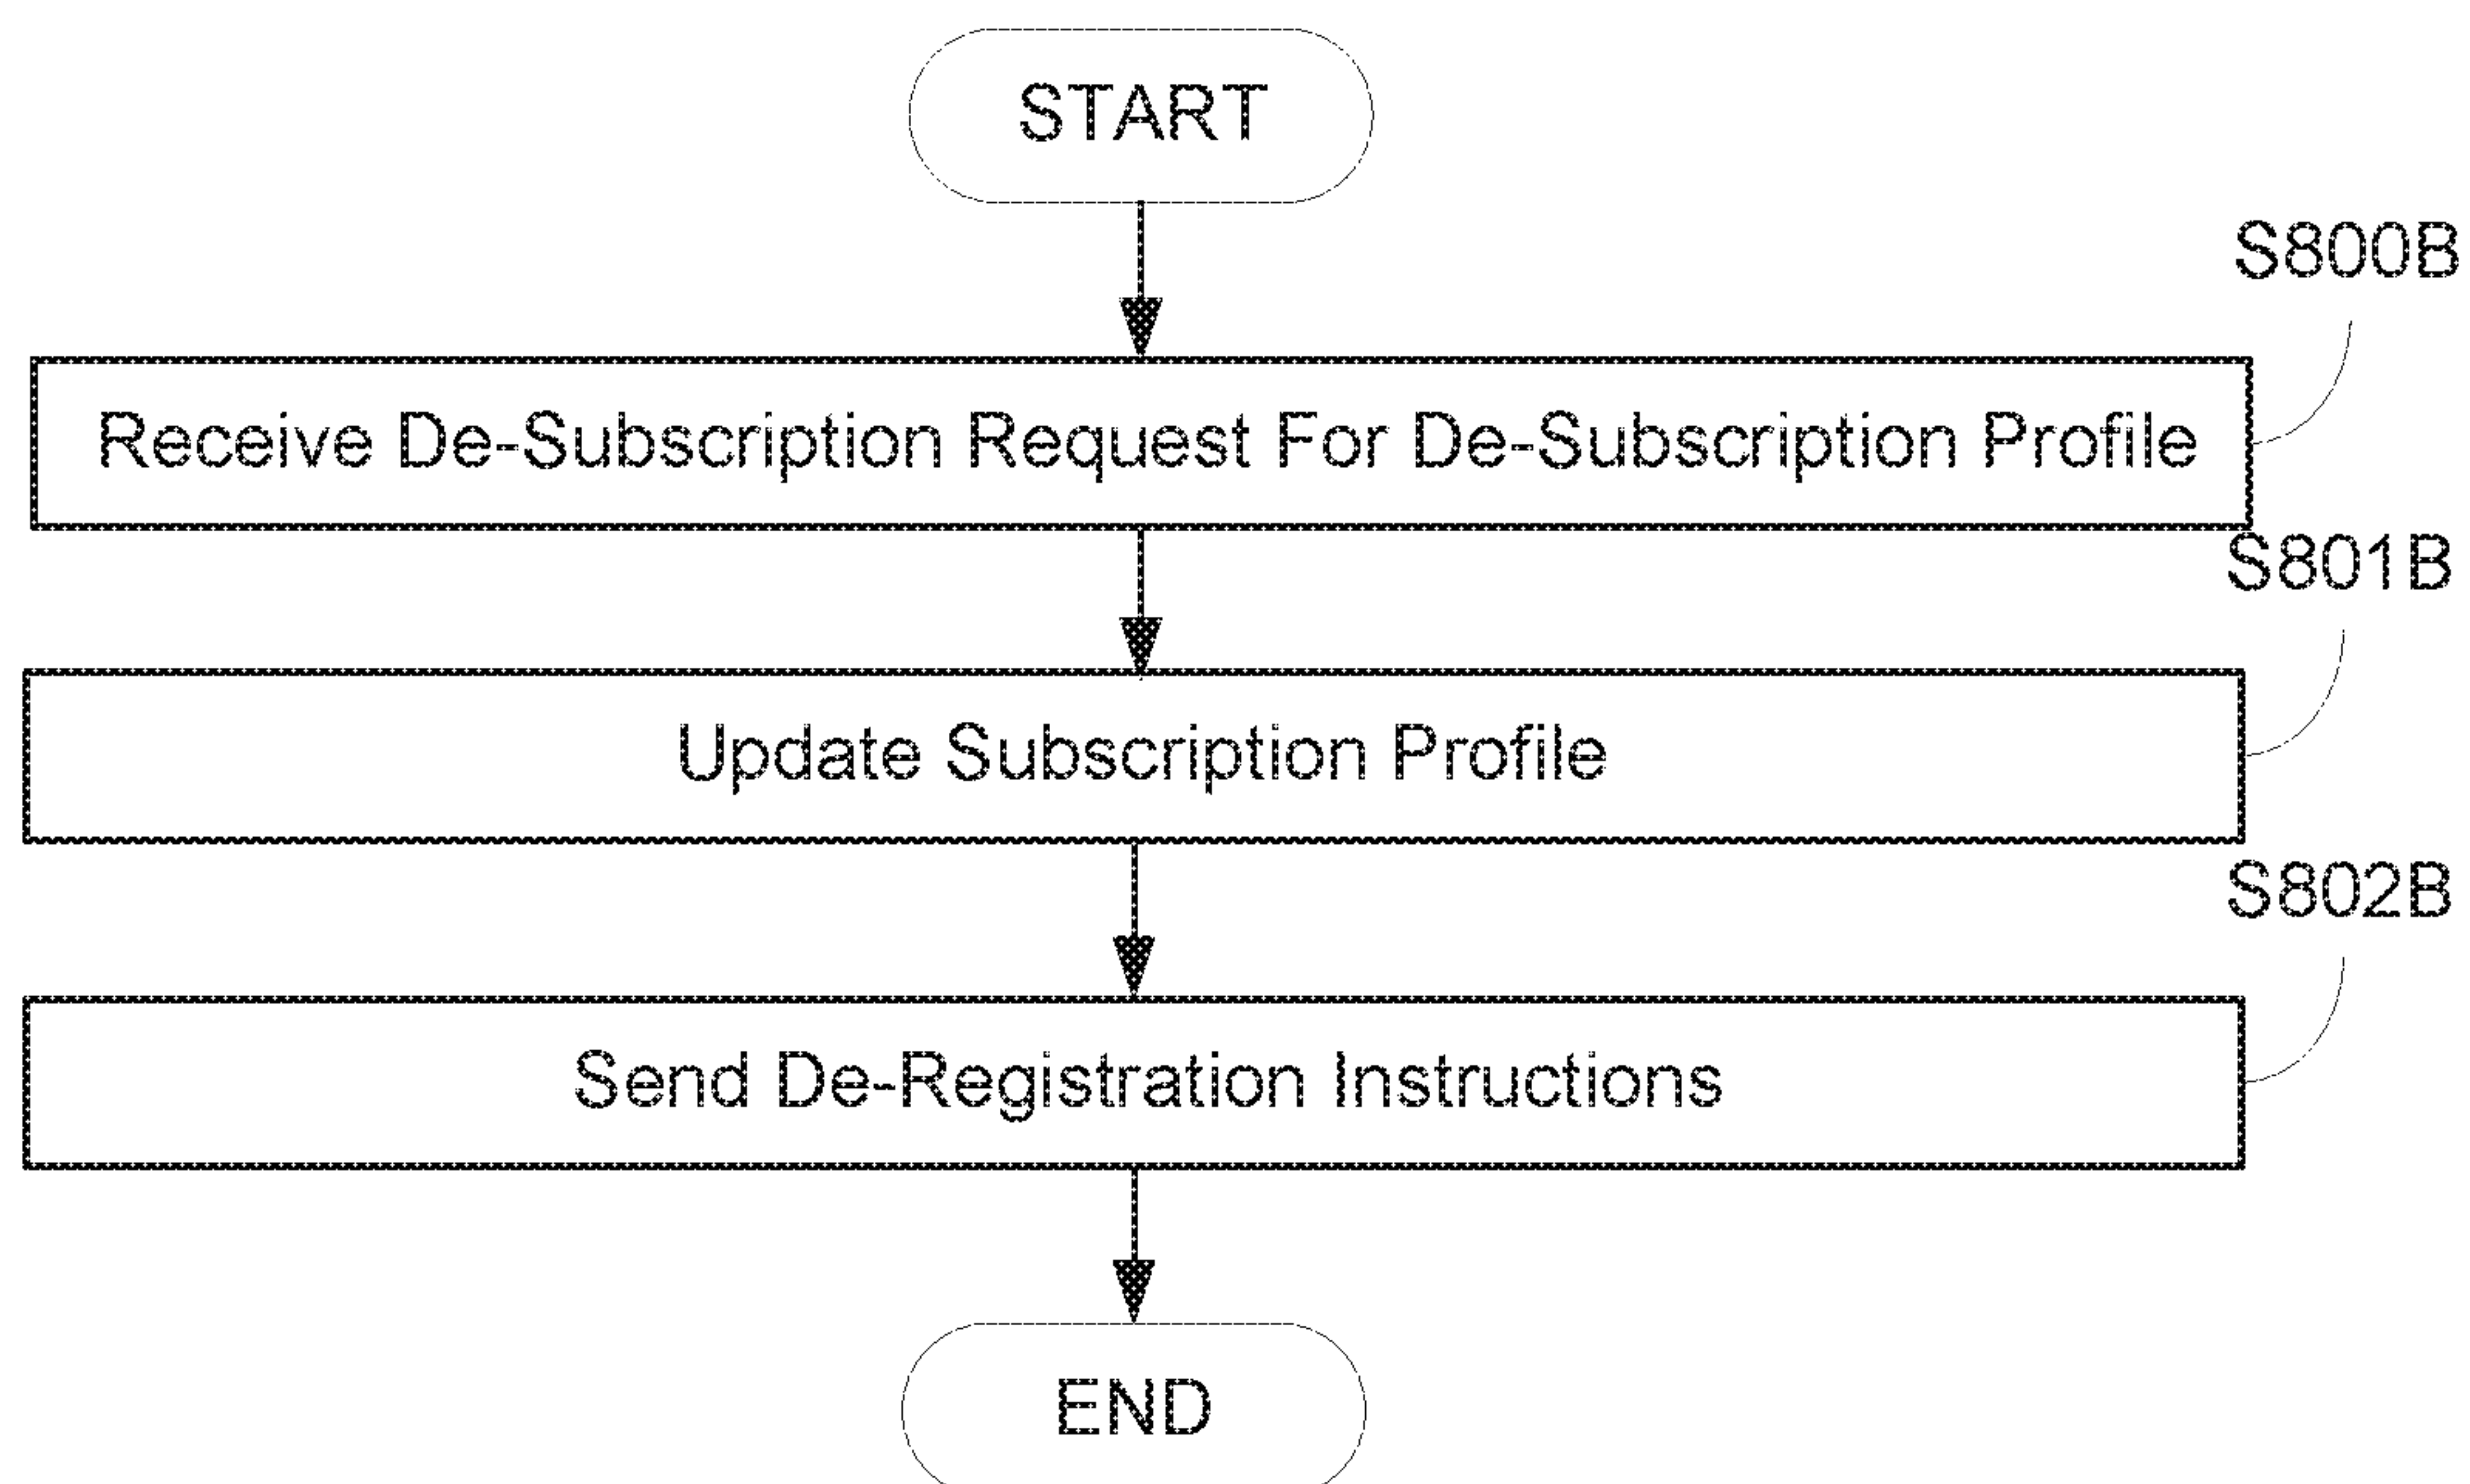 START
S800B
Receive De-Subscription Request For De-Subscription Profile
S801B
Update Subscription Profile
S802B
Send De-Registration Instructions
END